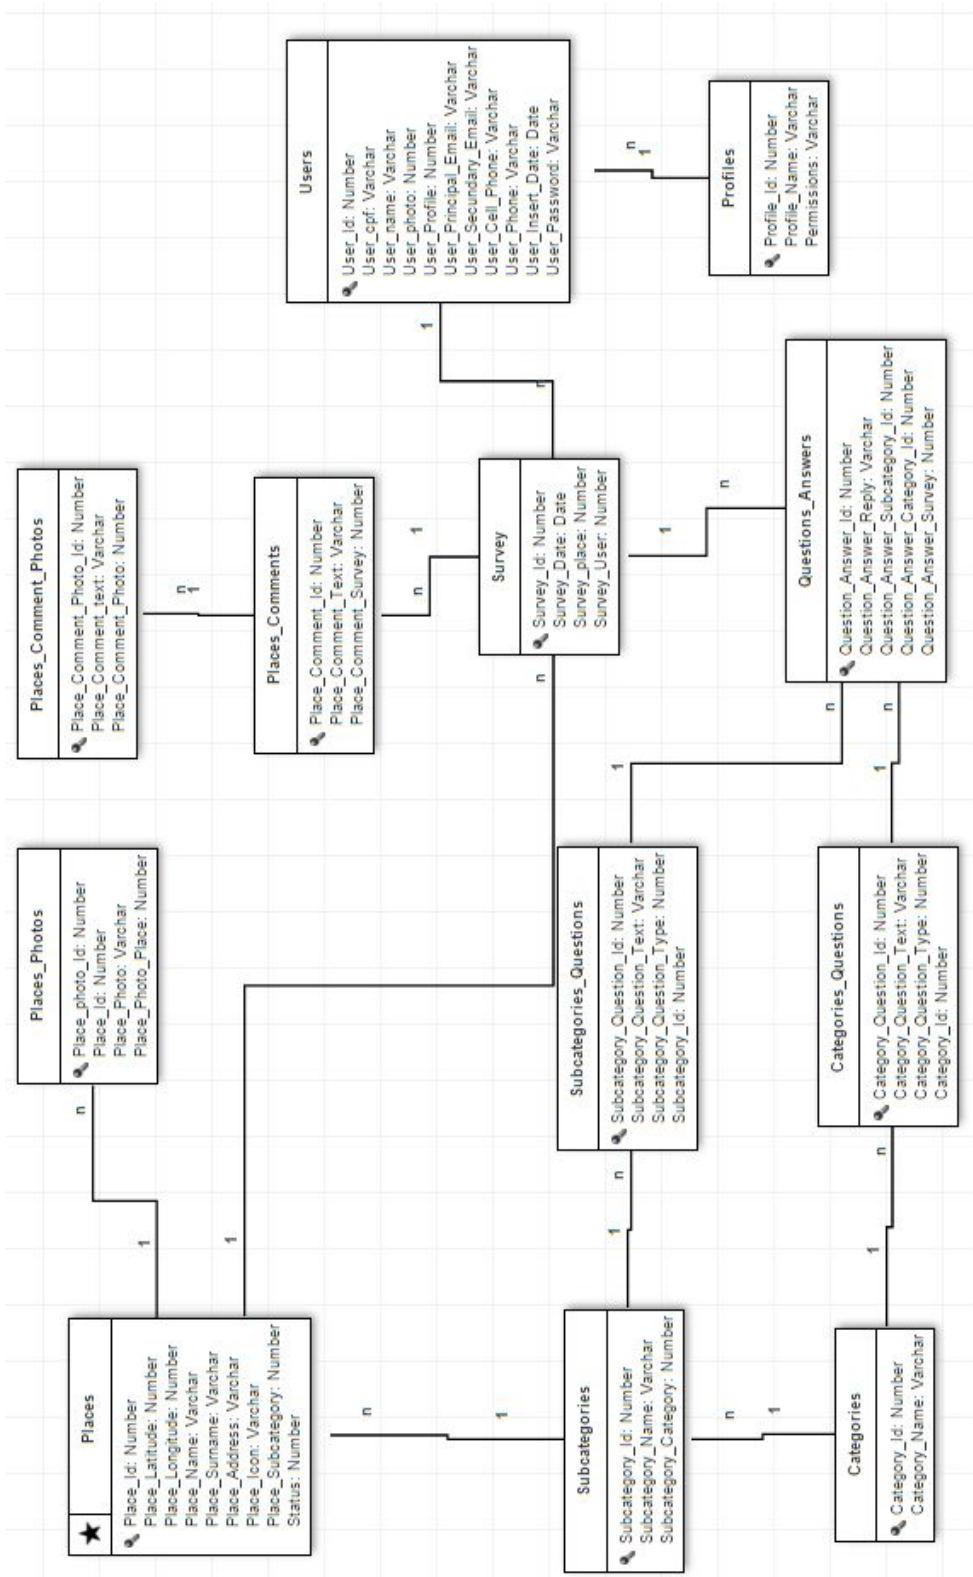 Places
Place_Id: Number
Place_Latitude: Number
Place_Longitude: Number
Place_Name: Varchar
Place_Surname: Varchar
Place_Address: Varchar
Place_Icon: Varchar
Place_Subcategory: Number
Status: Number
1
n
Places_Photos
Place_photo_Id: Number
Place_Id: Number
Place_Photo: Varchar
Place_Photo_Place: Number
Places_Comment_Photos
Place_Comment_Photo_Id: Number
Place_Comment_text: Varchar
Place_Comment_Photo: Number
n
1
Places_Comments
Place_Comment_Id: Number
Place_Comment_Text: Varchar
Place_Comment_Survey: Number
n
1
Users
User_Id: Number
User_cpf: Varchar
User_name: Varchar
User_photo: Number
User_Profile: Number
User_Principal_Email: Varchar
User_Secundary_Email: Varchar
User_Cell_Phone: Varchar
User_Phone: Varchar
User_Insert_Date: Date
User_Password: Varchar
1
n
1
n
Survey
Survey_Id: Number
Survey_Date: Date
Survey_place: Number
Survey_User: Number
n
1
n
1
Subcategories
Subcategory_Id: Number
Subcategory_Name: Varchar
Subcategory_Category: Number
1
n
Subcategories_Questions
Subcategory_Question_Id: Number
Subcategory_Question_Text: Varchar
Subcategory_Question_Type: Number
Subcategory_Id: Number
1
n
1
n
n
1
Profiles
Profile_Id: Number
Profile_Name: Varchar
Permissions: Varchar
n
1
Categories
Category_Id: Number
Category_Name: Varchar
1
n
Categories_Questions
Category_Question_Id: Number
Category_Question_Text: Varchar
Category_Question_Type: Number
Category_Id: Number
1
n
Questions_Answers
Question_Answer_Id: Number
Question_Answer_Reply: Varchar
Question_Answer_Subcategory_Id: Number
Question_Answer_Category_Id: Number
Question_Answer_Survey: Number